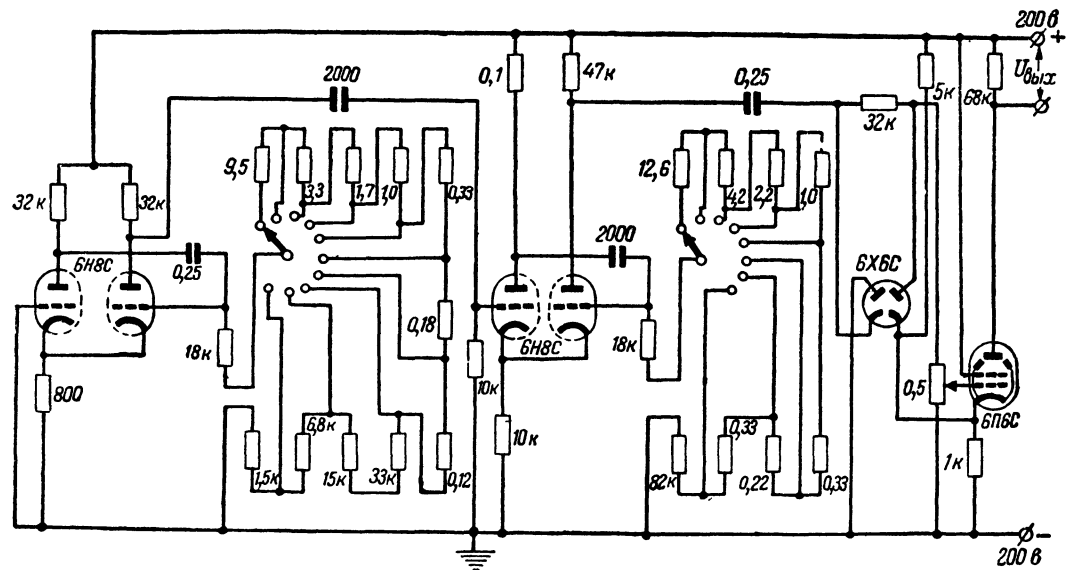 200 в
+
Uвых
0,1
47к
2000
0,25
5к
68к
32к
9,5
3,3
1,7
1,0
0,33
12,6
4,2
2,2
1,0
32к
32к
6Н8С
0,25
2000
6Х6С
18к
800
0,18
10к
6Н8С
18к
0,5
6П6С
10к
1,5к
6,8к
15к
33к
0,12
82к
0,33
0,22
0,33
1к
200 в
−